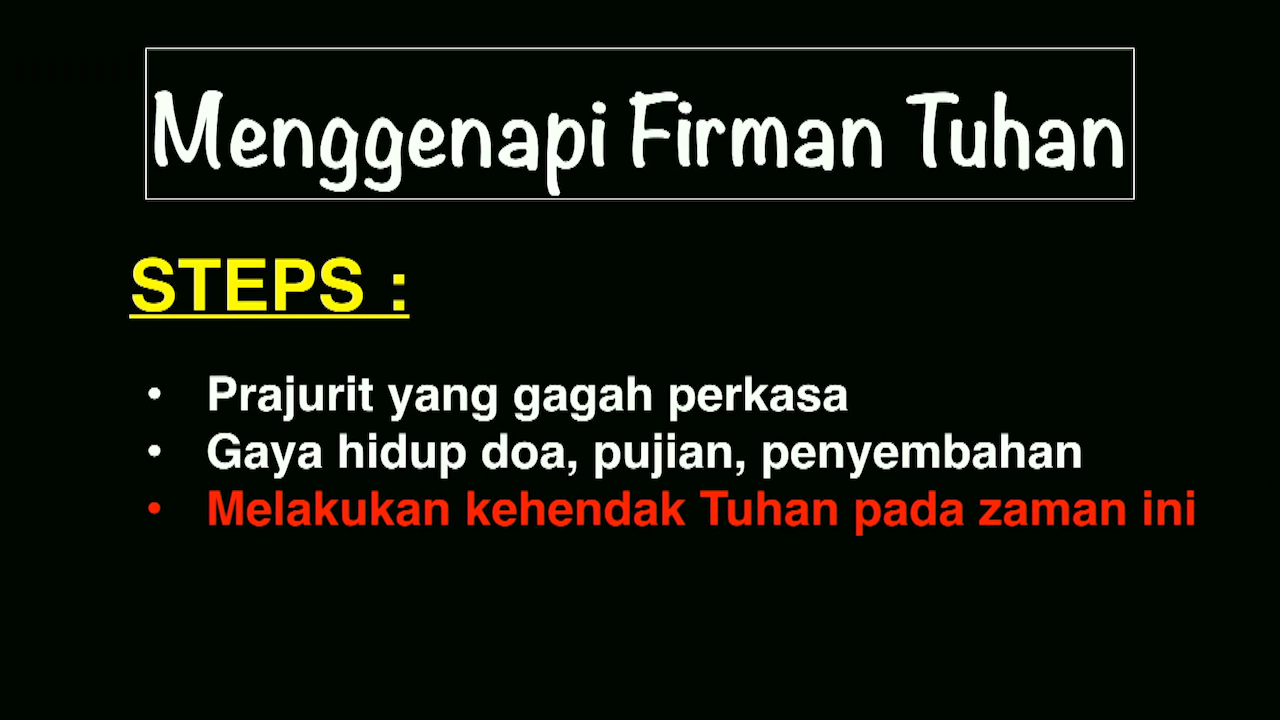 Menggenapi Firman Tuhan
STEPS :
• Prajurit yang gagah perkasa
• Gaya hidup doa, pujian, penyembahan
• Melakukan kehendak Tuhan pada zaman ini